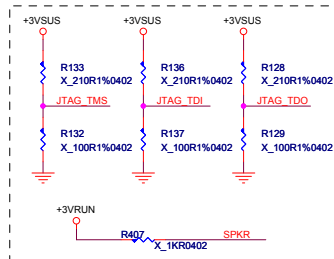 +3VSUS +3VSUS +3VSUS
R133 R136 R128
X_210R1%0402 X_210R1%0402 X_210R1%0402
JTAG_TMS JTAG_TDI JTAG_TDO
R132 R137 R129
X_100R1%0402 X_100R1%0402 X_100R1%0402
+3VRUN
R407 SPKR
X_1KR0402